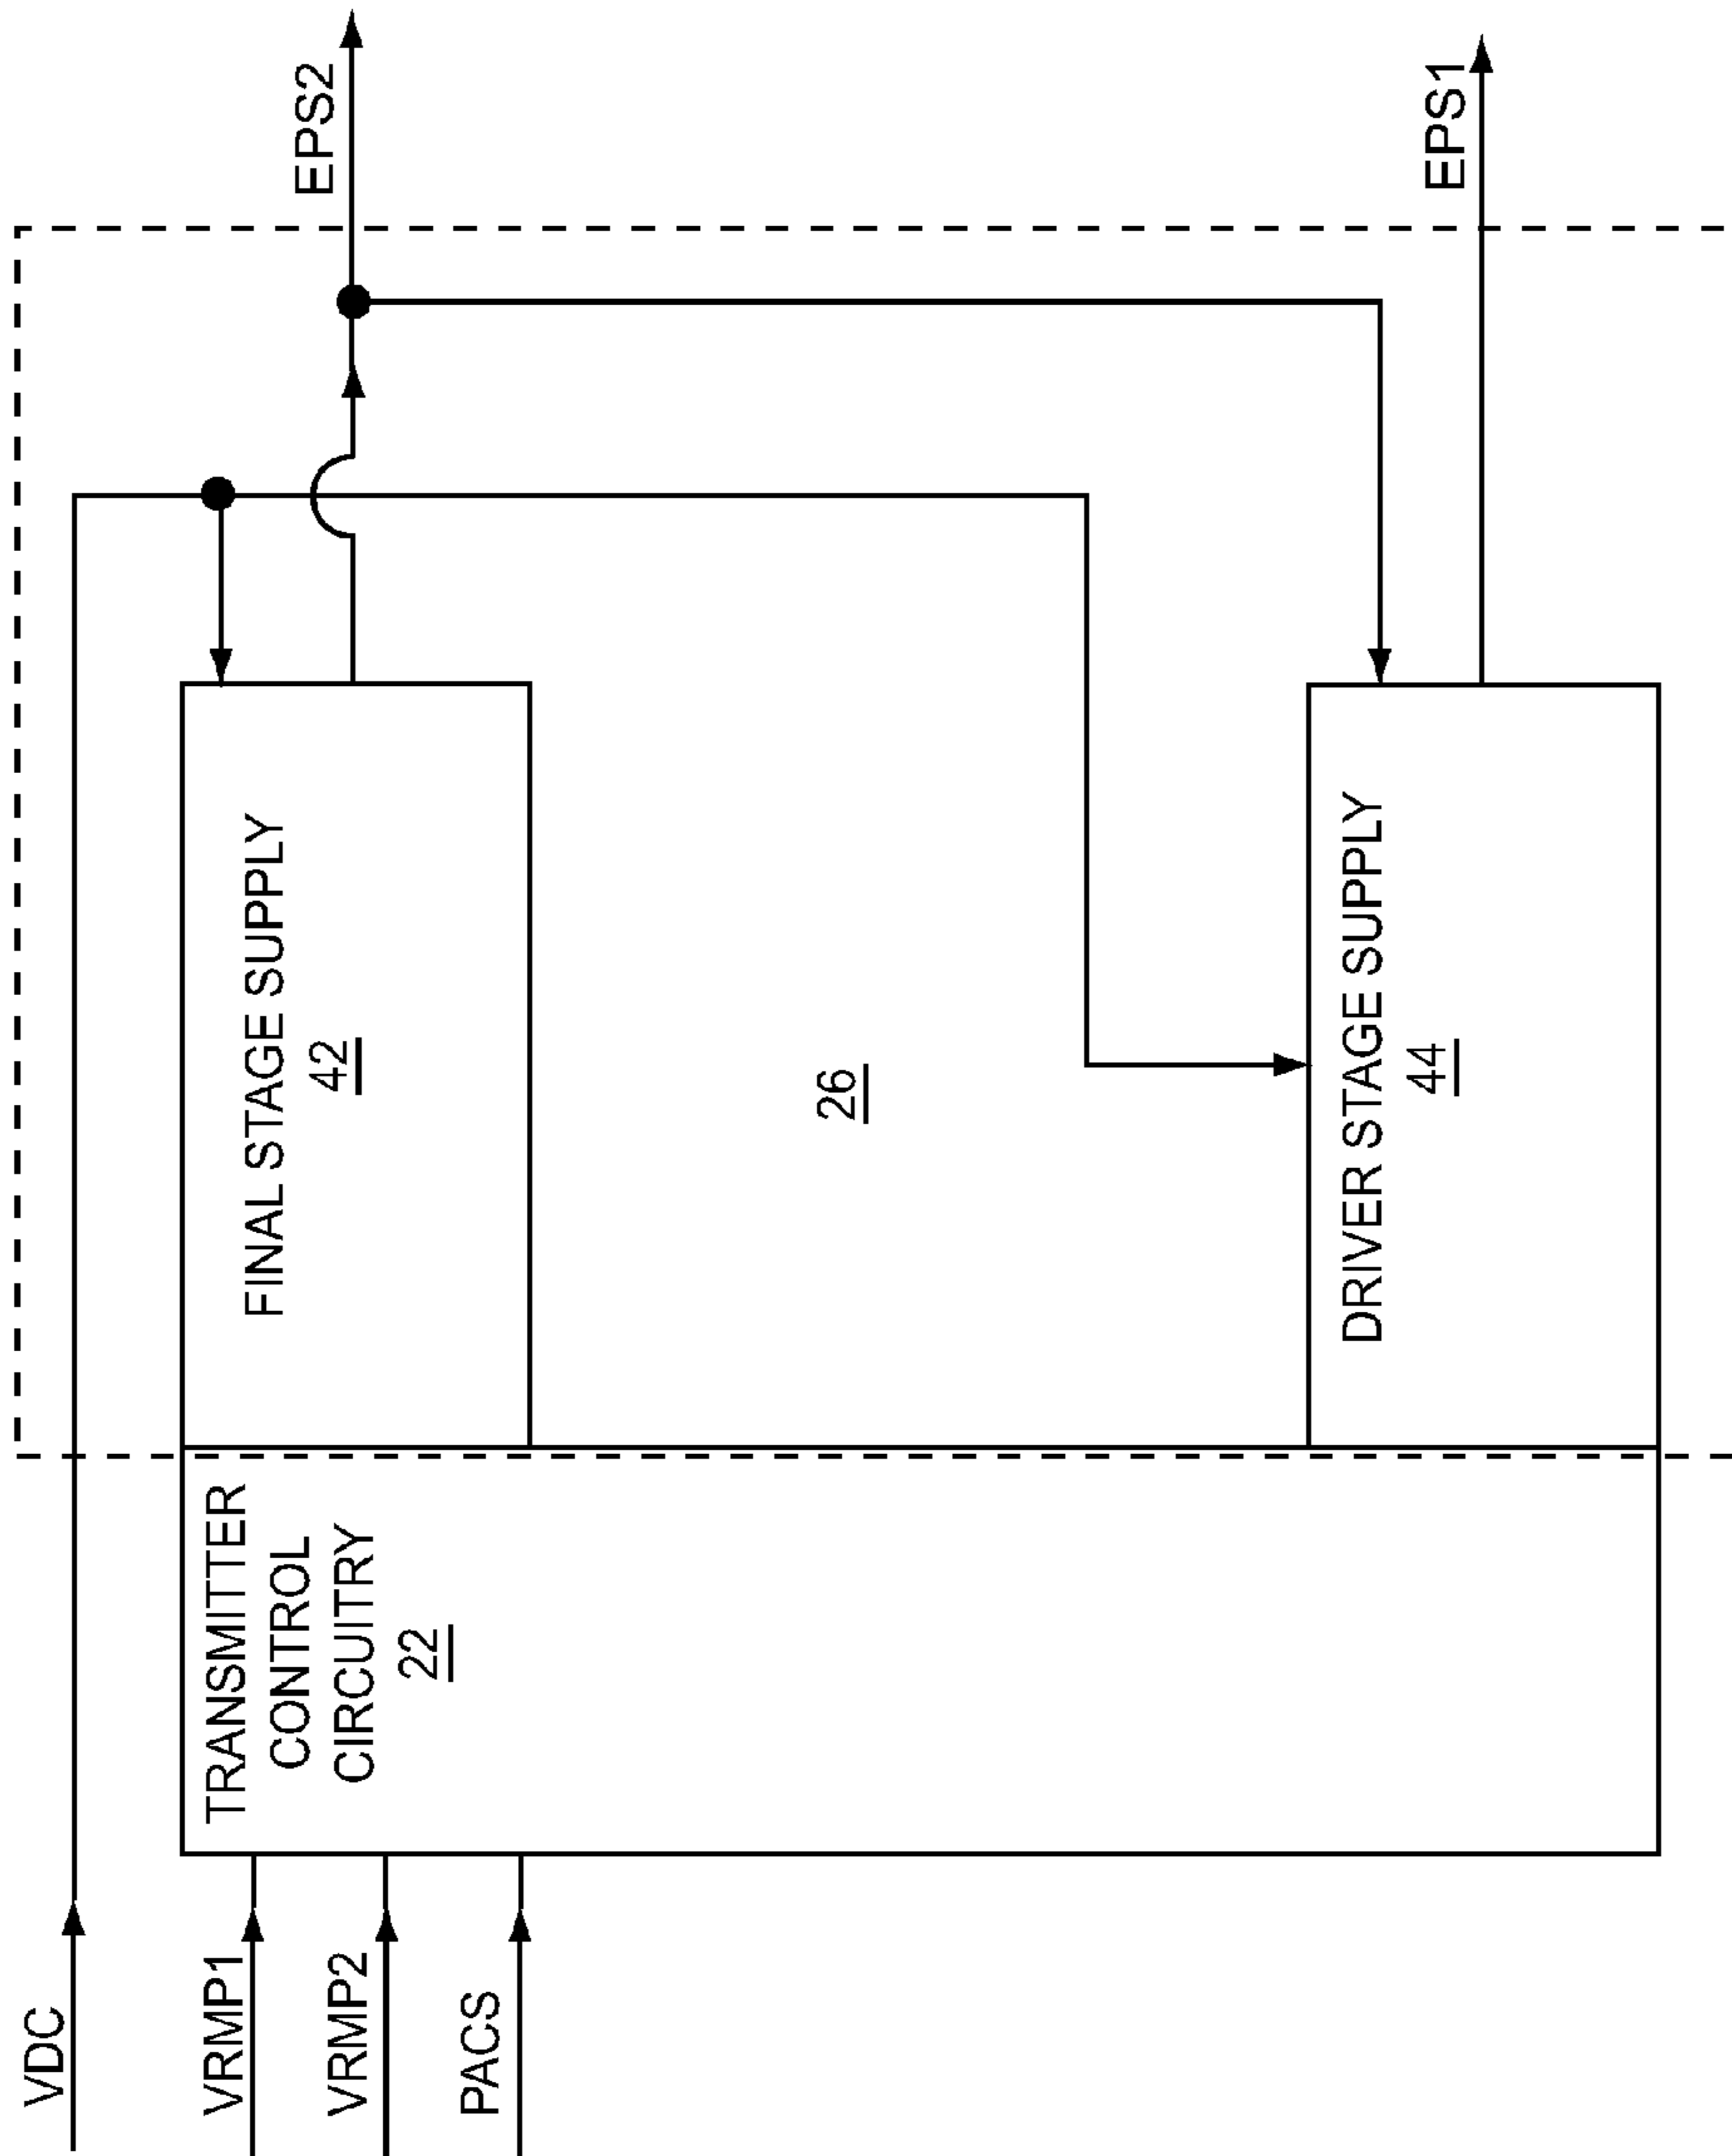 VDC
VRMP1
VRMP2
PACS
TRANSMITTER
CONTROL
CIRCUITRY
22
FINAL STAGE SUPPLY
42
26
DRIVER STAGE SUPPLY
44
EPS2
EPS1